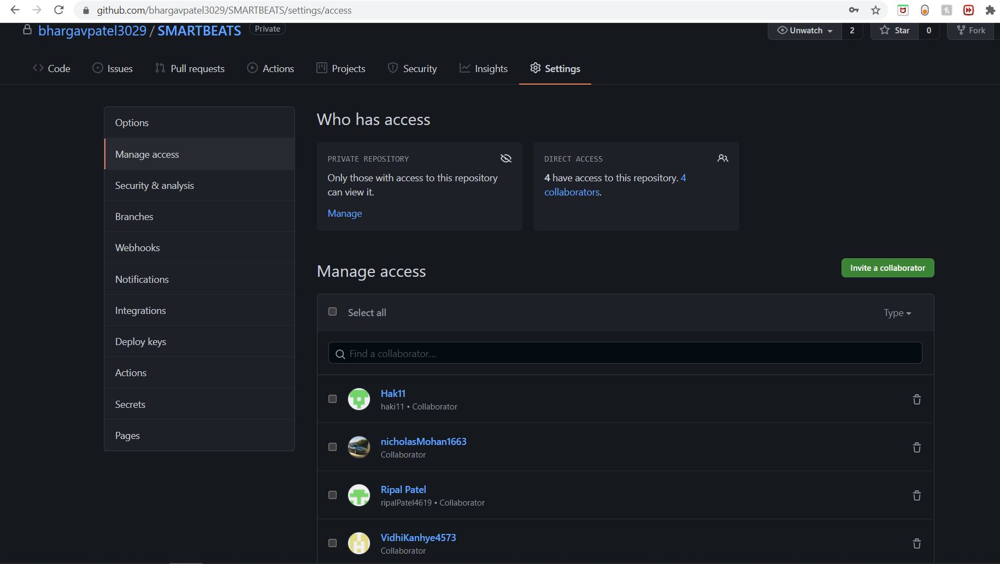 github.com/bhargavpatel3029/SMARTBEATS/settings/access
bhargavpatel3029 / SMARTBEATS Private
Unwatch 2 Star 0 Fork
Code Issues Pull requests Actions Projects Security Insights Settings
Options
Manage access
Security & analysis
Branches
Webhooks
Notifications
Integrations
Deploy keys
Actions
Secrets
Pages
Who has access
PRIVATE REPOSITORY
Only those with access to this repository
can view it.
Manage
DIRECT ACCESS
4 have access to this repository. 4
collaborators.
Manage access
Invite a collaborator
Select all
Type
Find a collaborator...
Hak11
haki11 • Collaborator
nicholasMohan1663
Collaborator
Ripal Patel
ripalPatel4619 • Collaborator
VidhiKanhye4573
Collaborator